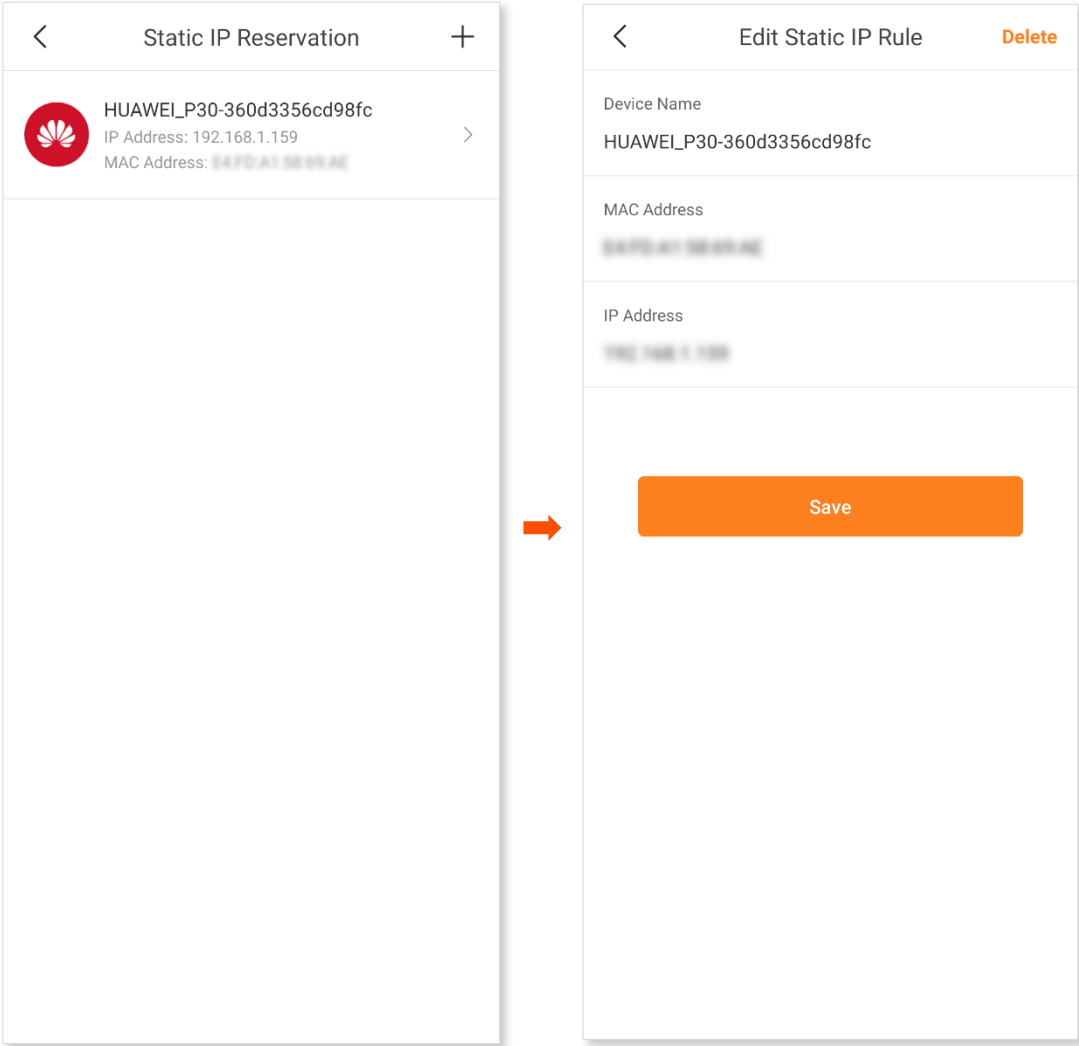 Static IP Reservation
HUAWEI_P30-360d3356cd98fc
IP Address: 192.168.1.159
MAC Address:
Edit Static IP Rule
Delete
Device Name
HUAWEI_P30-360d3356cd98fc
MAC Address
IP Address
Save